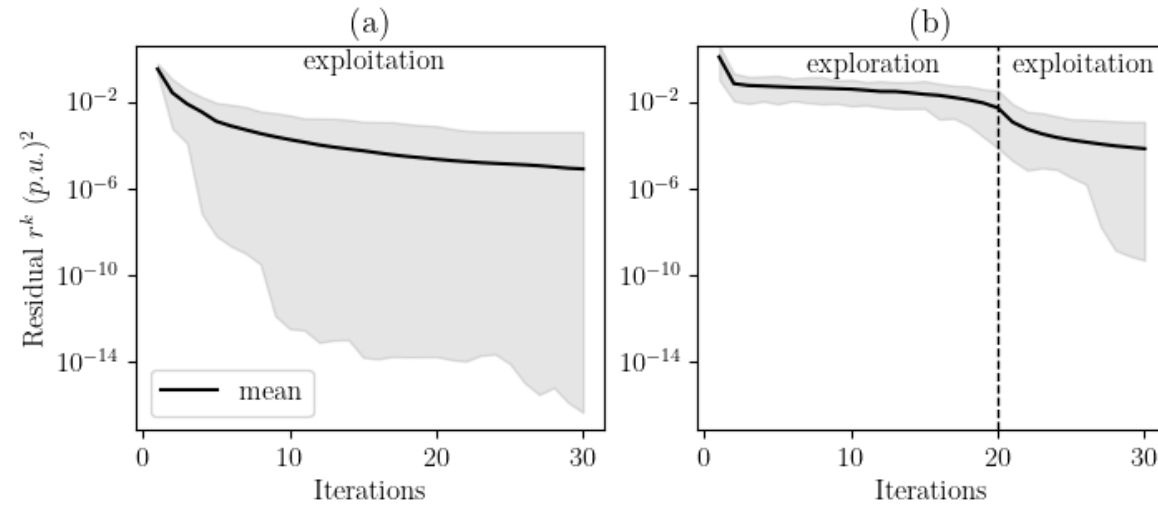 (a)
exploitation
Residual r^k (p.u.)^2
10^-2
10^-6
10^-10
10^-14
mean
0
10
20
30
Iterations
(b)
exploration
exploitation
10^-2
10^-6
10^-10
10^-14
0
10
20
30
Iterations